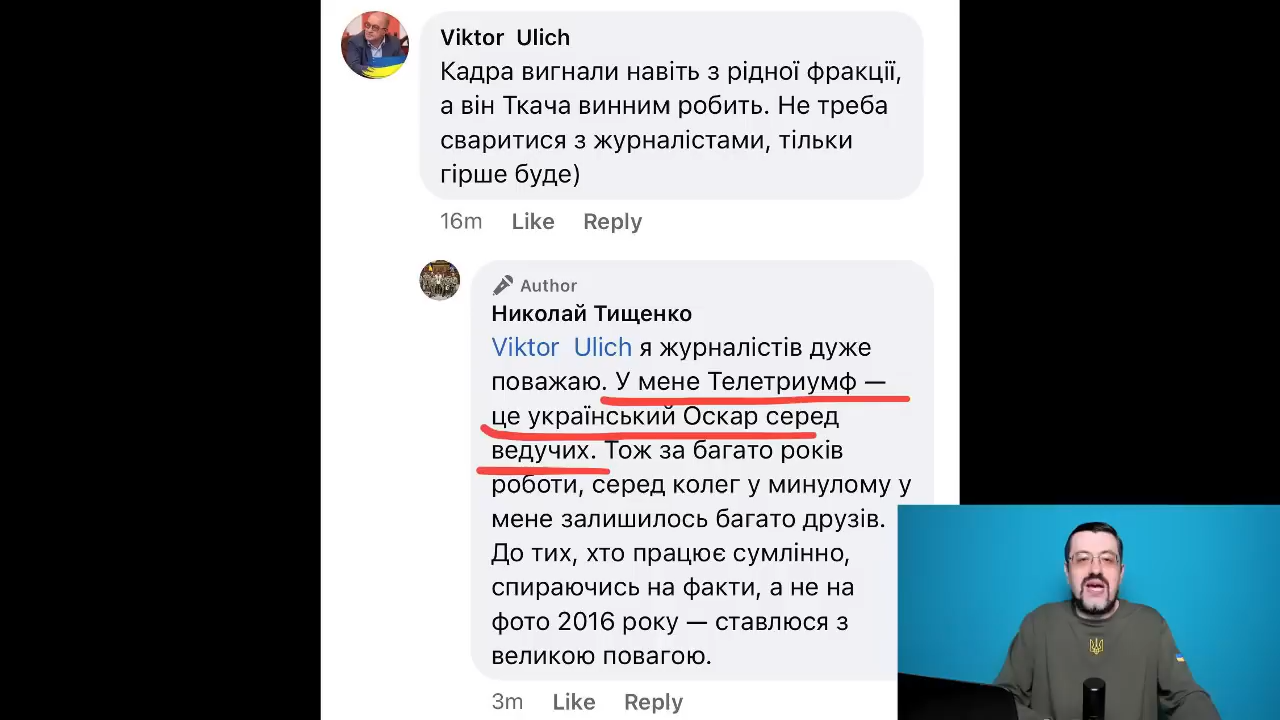 Viktor Ulich
Кадра вигнали навіть з рідної фракції,
а він Ткача винним робить. Не треба
сваритися з журналістами, тільки
гірше буде)
16m Like Reply
Author
Николай Тищенко
Viktor Ulich я журналістів дуже
поважаю. У мене Телетриумф —
це український Оскар серед
ведучих. Тож за багато років
роботи, серед колег у минулому у
мене залишилось багато друзів.
До тих, хто працює сумлінно,
спираючись на факти, а не на
фото 2016 року — ставлюся з
великою повагою.
3m Like Reply